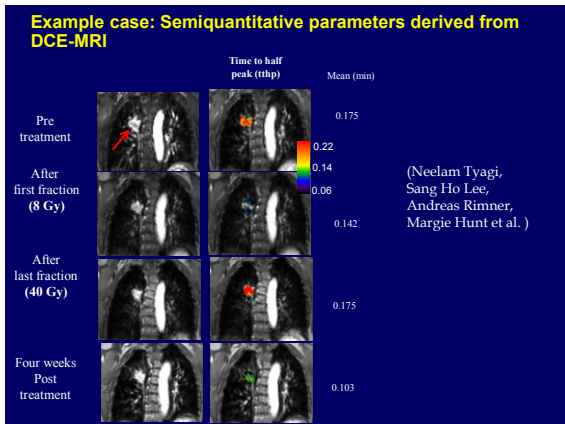 Example case: Semiquantitative parameters derived from
DCE-MRI
Time to half
peak (tthp)
Mean (min)
Pre
treatment
0.175
0.22
0.14
0.06
After
first fraction
(8 Gy)
0.142
(Neelam Tyagi,
Sang Ho Lee,
Andreas Rimner,
Margie Hunt et al. )
After
last fraction
(40 Gy)
0.175
Four weeks
Post
treatment
0.103